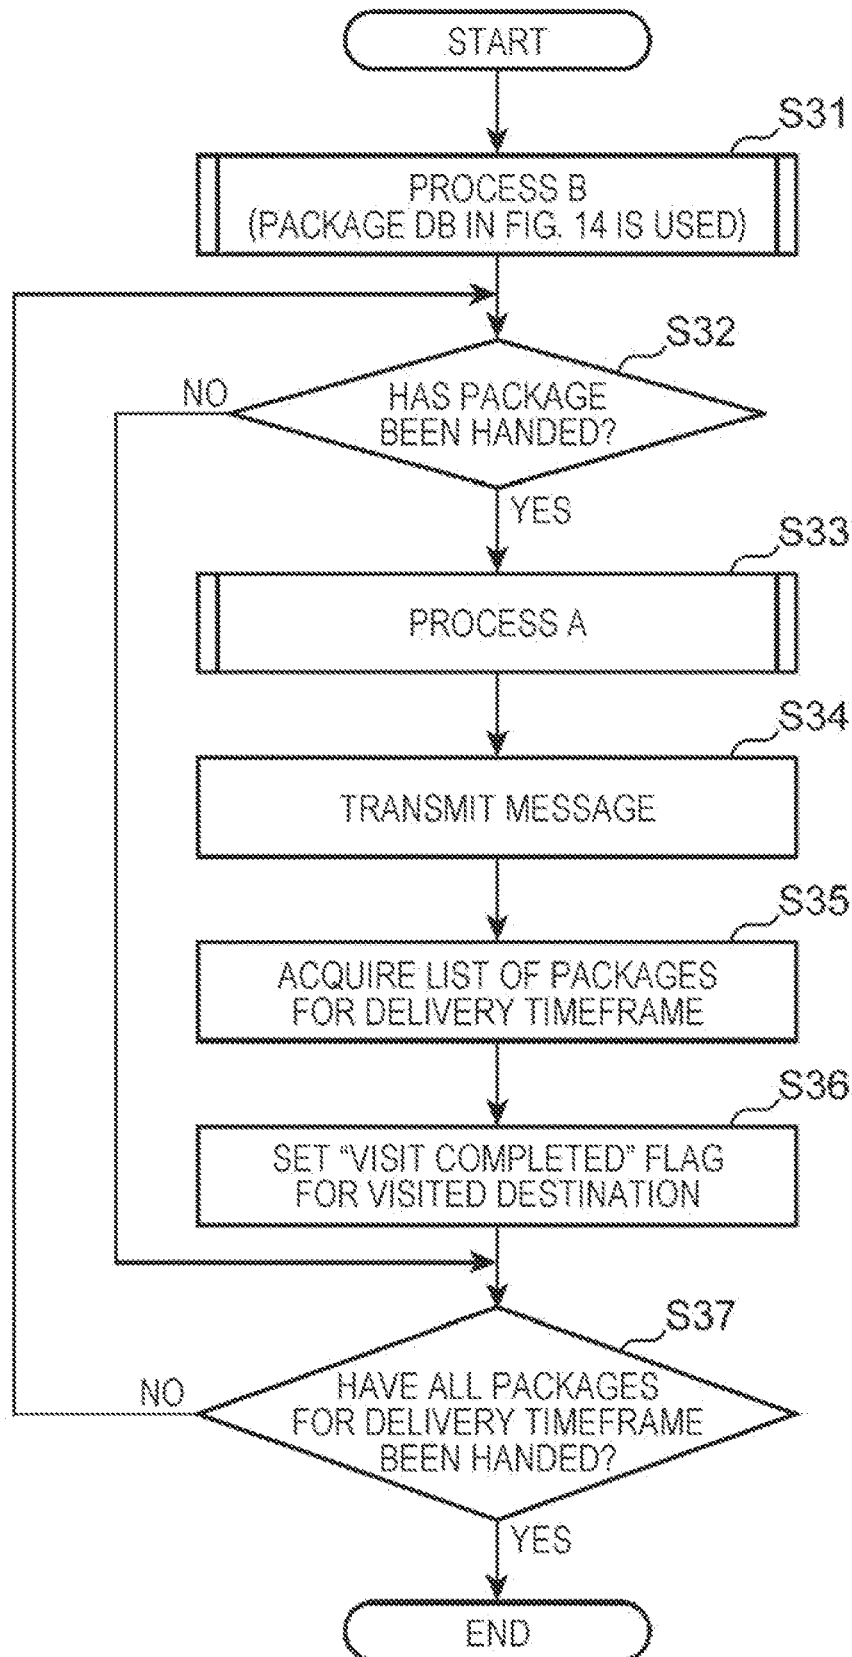 START
S31
PROCESS B
(PACKAGE DB IN FIG. 14 IS USED)
S32
NO
HAS PACKAGE
BEEN HANDED?
YES
S33
PROCESS A
S34
TRANSMIT MESSAGE
S35
ACQUIRE LIST OF PACKAGES
FOR DELIVERY TIMEFRAME
S36
SET “VISIT COMPLETED” FLAG
FOR VISITED DESTINATION
S37
NO
HAVE ALL PACKAGES
FOR DELIVERY TIMEFRAME
BEEN HANDED?
YES
END